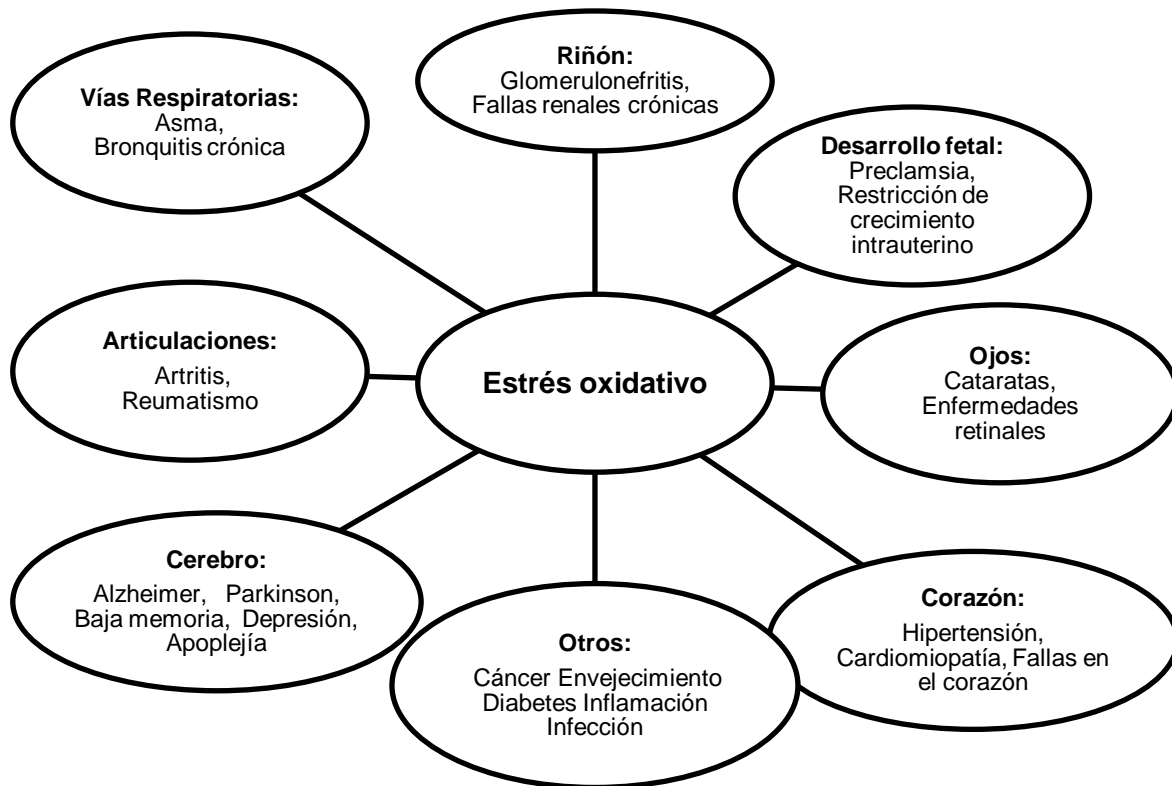 Riñón:
Glomerulonefritis,
Fallas renales crónicas
Vías Respiratorias:
Asma,
Bronquitis crónica
Desarrollo fetal:
Preclamsia,
Restricción de
crecimiento
intrauterino
Articulaciones:
Artritis,
Reumatismo
Estrés oxidativo
Ojos:
Cataratas,
Enfermedades
retinales
Cerebro:
Alzheimer, Parkinson,
Baja memoria, Depresión,
Apoplejía
Otros:
Cáncer Envejecimiento
Diabetes Inflamación
Infección
Corazón:
Hipertensión,
Cardiomiopatía, Fallas en
el corazón